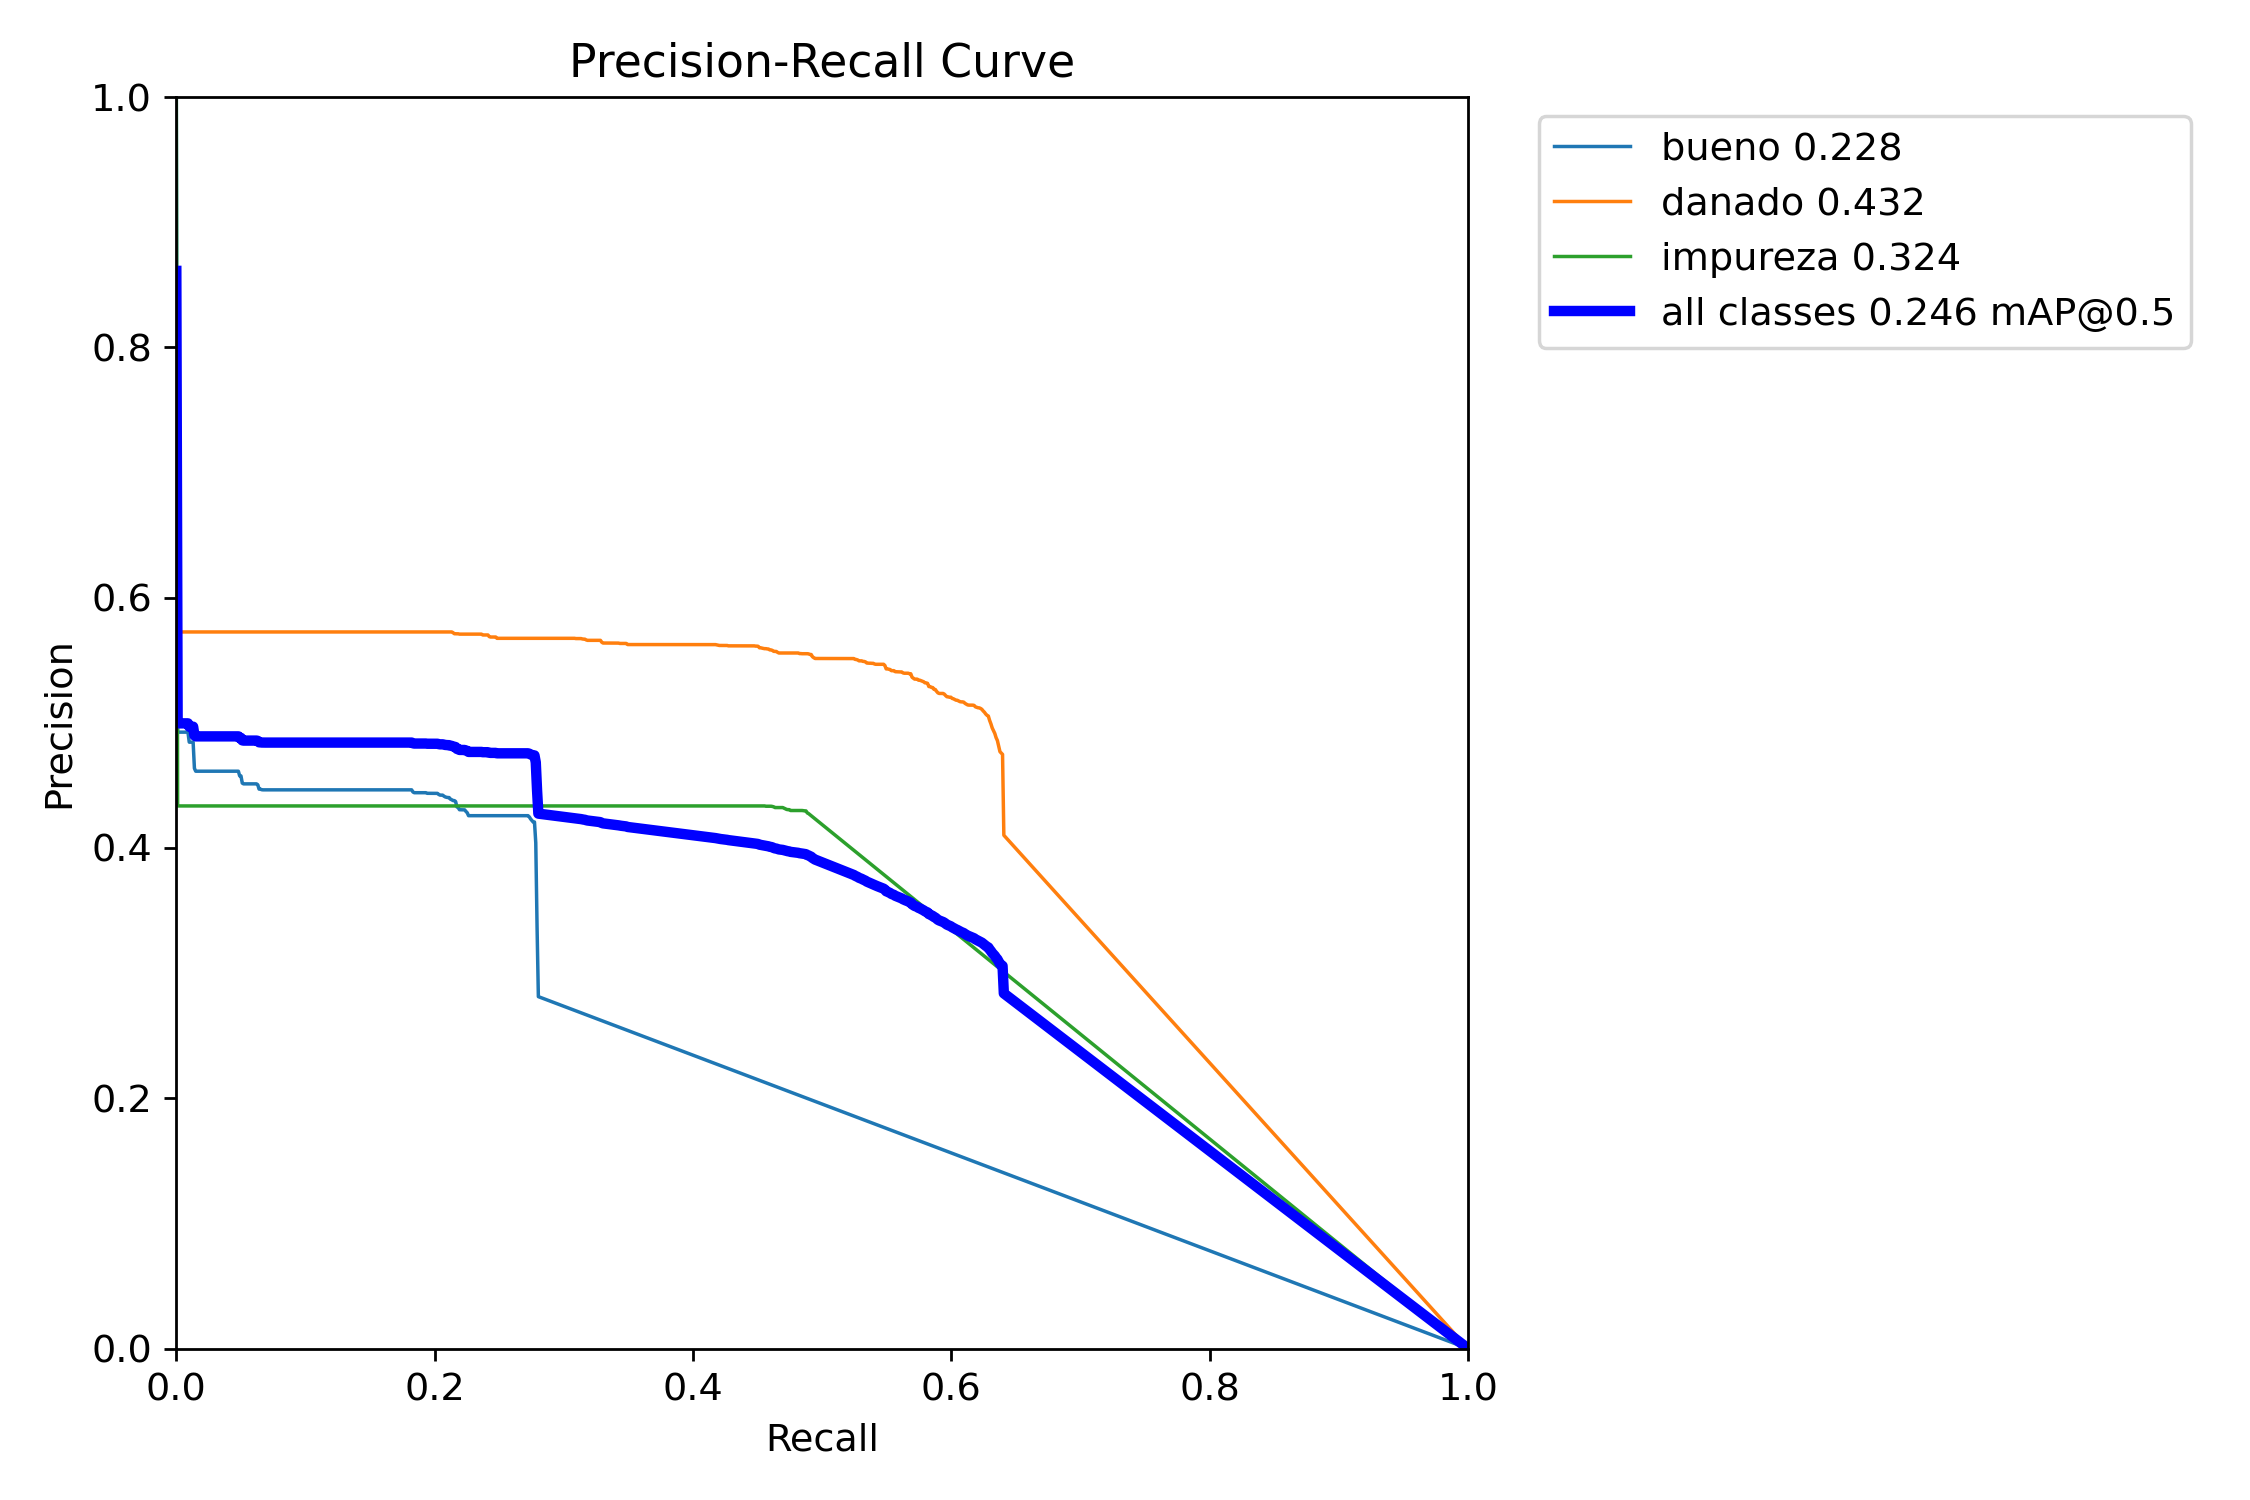 Precision-Recall Curve
1.0
0.8
0.6
0.4
0.2
0.0
Precision
0.0 0.2 0.4 0.6 0.8 1.0
Recall
bueno 0.228
danado 0.432
impureza 0.324
all classes 0.246 mAP@0.5